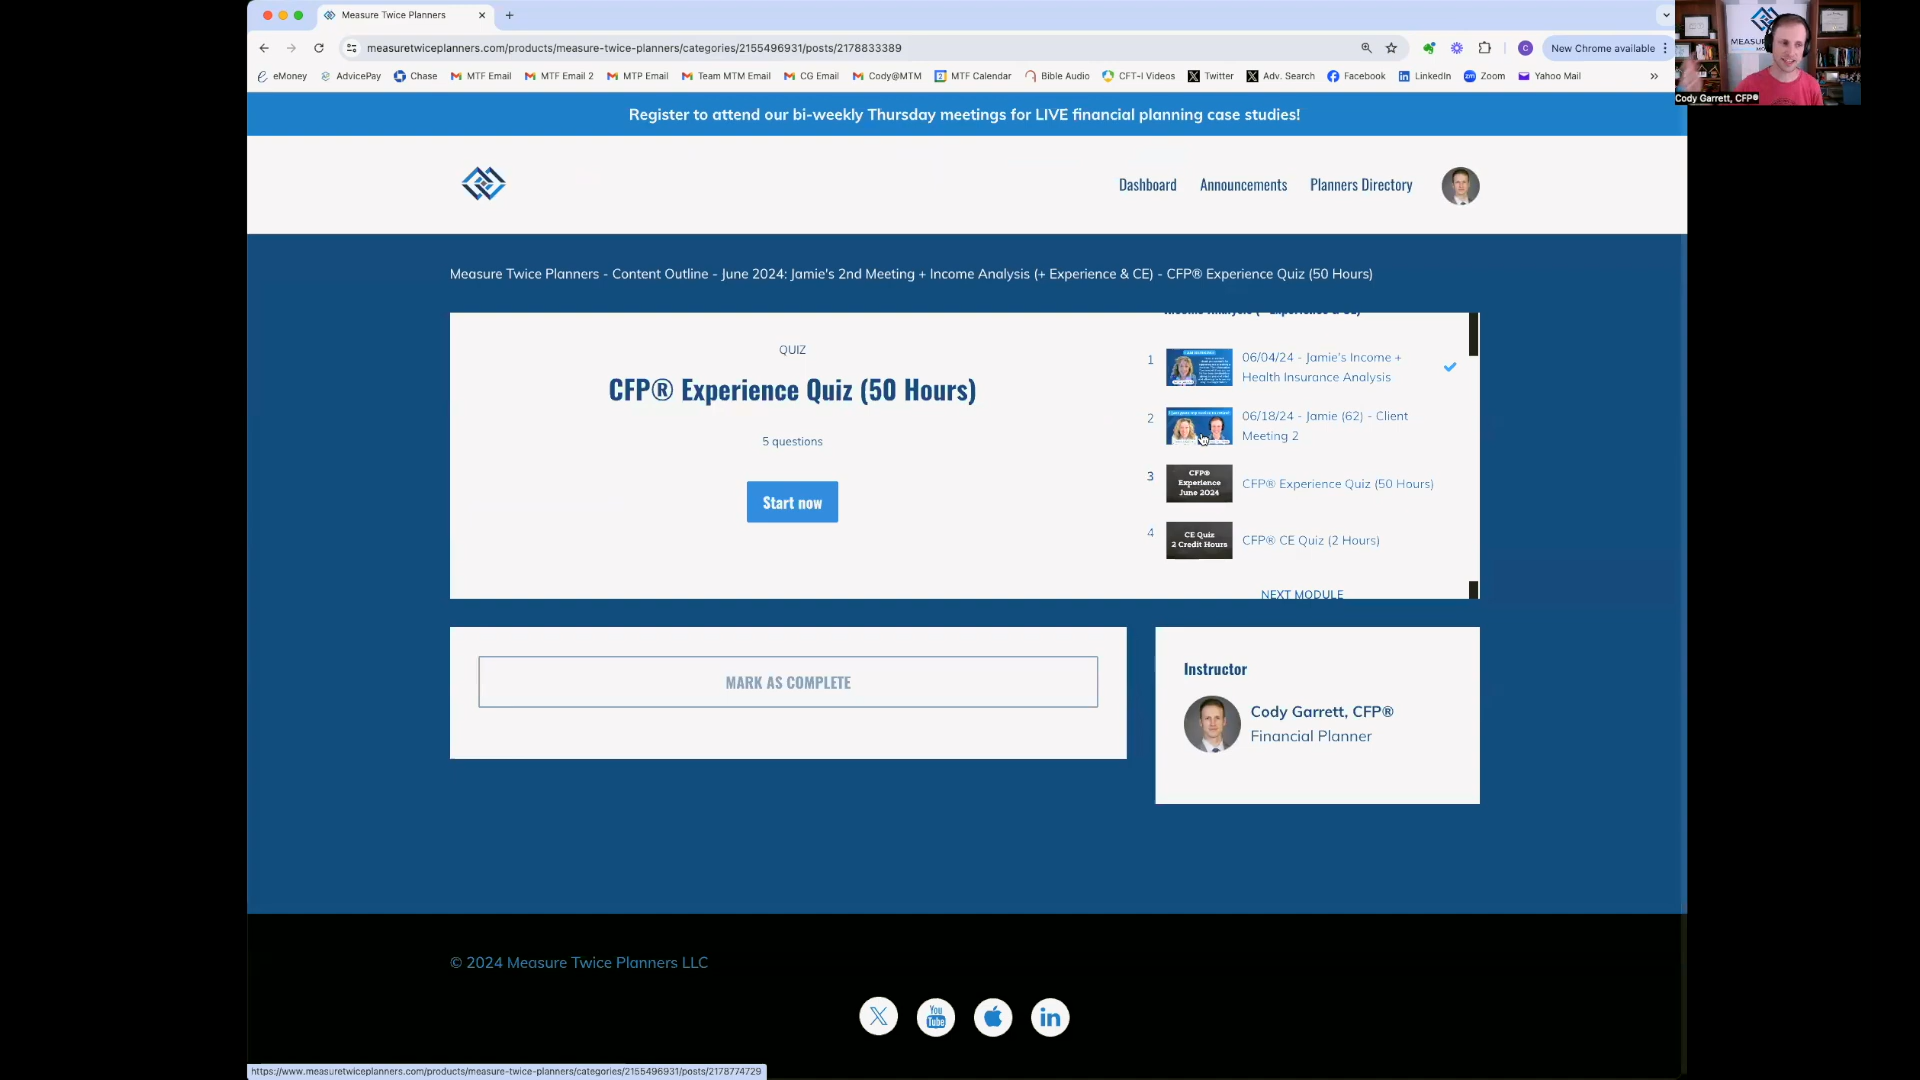 Measure Twice Planners
measuretwiceplanners.com/products/measure-twice-planners/categories/2155496931/posts/2178833389
New Chrome available
eMoney
AdvicePay
Chase
MTF Email
MTF Email 2
MTP Email
Team MTM Email
CG Email
Cody@MTM
MTF Calendar
Bible Audio
CFT-I Videos
Twitter
Adv. Search
Facebook
LinkedIn
Zoom
Yahoo Mail
Cody Garrett, CFP®
Register to attend our bi-weekly Thursday meetings for LIVE financial planning case studies!
Dashboard
Announcements
Planners Directory
Measure Twice Planners - Content Outline - June 2024: Jamie's 2nd Meeting + Income Analysis (+ Experience & CE) - CFP® Experience Quiz (50 Hours)
QUIZ
CFP® Experience Quiz (50 Hours)
5 questions
Start now
1
06/04/24 - Jamie's Income +
Health Insurance Analysis
2
06/18/24 - Jamie (62) - Client
Meeting 2
3
CFP®
Experience
June 2024
CFP® Experience Quiz (50 Hours)
4
CE Quiz
2 Credit Hours
CFP® CE Quiz (2 Hours)
NEXT MODULE
MARK AS COMPLETE
Instructor
Cody Garrett, CFP®
Financial Planner
© 2024 Measure Twice Planners LLC
You
Tube
in
https://www.measuretwiceplanners.com/products/measure-twice-planners/categories/2155496931/posts/2178774729